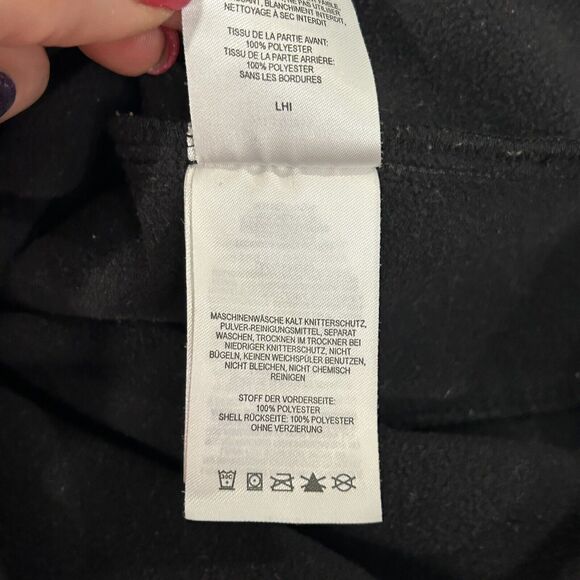 NETTOYAGE À SEC INTERDIT
TISSU DE LA PARTIE AVANT:
100% POLYESTER
TISSU DE LA PARTIE ARRIÈRE:
100% POLYESTER
SANS LES BORDURES
LHI
MASCHINENWÄSCHE KALT KNITTERSCHUTZ,
PULVER-REINIGUNGSMITTEL, SEPARAT
WASCHEN, TROCKNEN IM TROCKNER BEI
NIEDRIGER KNITTERSCHUTZ, NICHT
BÜGELN, KEINEN WEICHSPÜLER BENUTZEN,
NICHT BLEICHEN, NICHT CHEMISCH
REINIGEN
STOFF DER VORDERSEITE:
100% POLYESTER
SHELL RÜCKSEITE: 100% POLYESTER
OHNE VERZIERUNG
30C